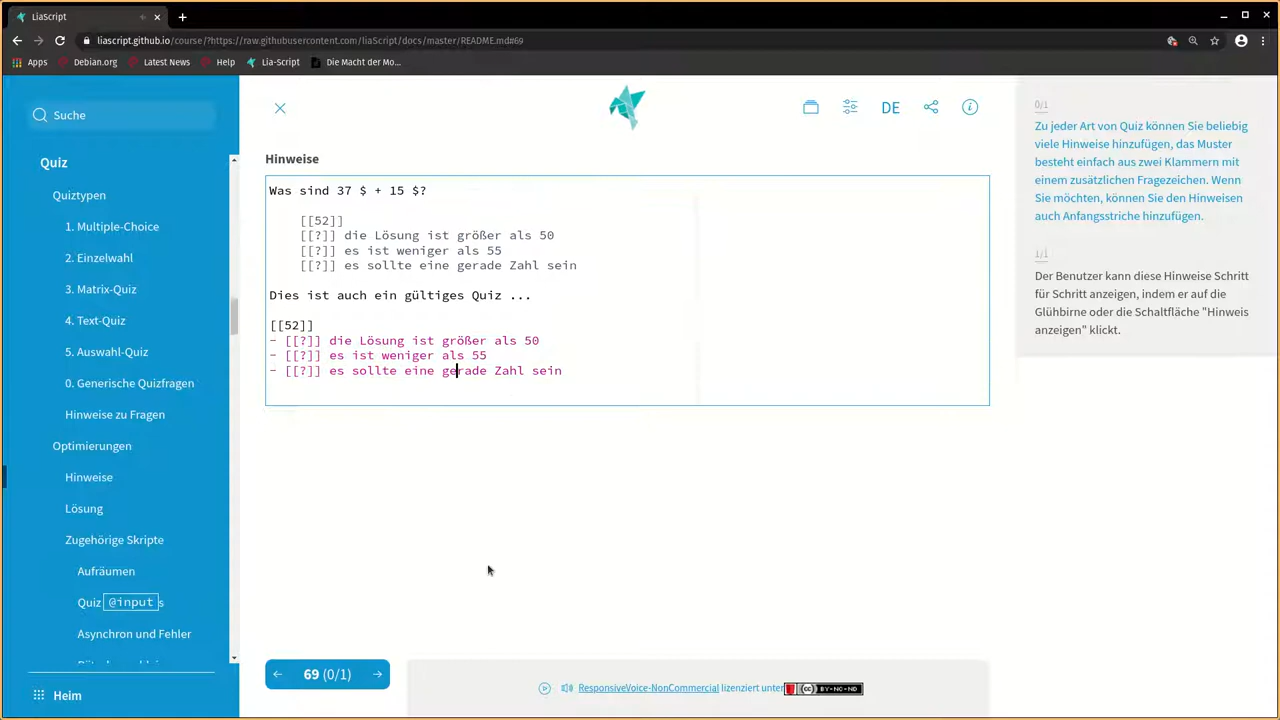 LiaScript
liascript.github.io/course/?https://raw.githubusercontent.com/liaScript/docs/master/README.md#69
Apps
Debian.org
Latest News
Help
Lia-Script
Die Macht der Mo...
Suche
Quiz
Quiztypen
1. Multiple-Choice
2. Einzelwahl
3. Matrix-Quiz
4. Text-Quiz
5. Auswahl-Quiz
0. Generische Quizfragen
Hinweise zu Fragen
Optimierungen
Hinweise
Lösung
Zugehörige Skripte
Aufräumen
Quiz @input s
Asynchron und Fehler
Heim
DE
Hinweise
Was sind 37 $ + 15 $?
[[52]]
[[?]] die Lösung ist größer als 50
[[?]] es ist weniger als 55
[[?]] es sollte eine gerade Zahl sein
Dies ist auch ein gültiges Quiz ...
[[52]]
- [[?]] die Lösung ist größer als 50
- [[?]] es ist weniger als 55
- [[?]] es sollte eine gerade Zahl sein
69 (0/1)
ResponsiveVoice-NonCommercial lizenziert unter
CC BY-NC-ND
0/1
Zu jeder Art von Quiz können Sie beliebig
viele Hinweise hinzufügen, das Muster
besteht einfach aus zwei Klammern mit
einem zusätzlichen Fragezeichen. Wenn
Sie möchten, können Sie den Hinweisen
auch Anfangsstriche hinzufügen.
1/1
Der Benutzer kann diese Hinweise Schritt
für Schritt anzeigen, indem er auf die
Glühbirne oder die Schaltfläche "Hinweis
anzeigen" klickt.